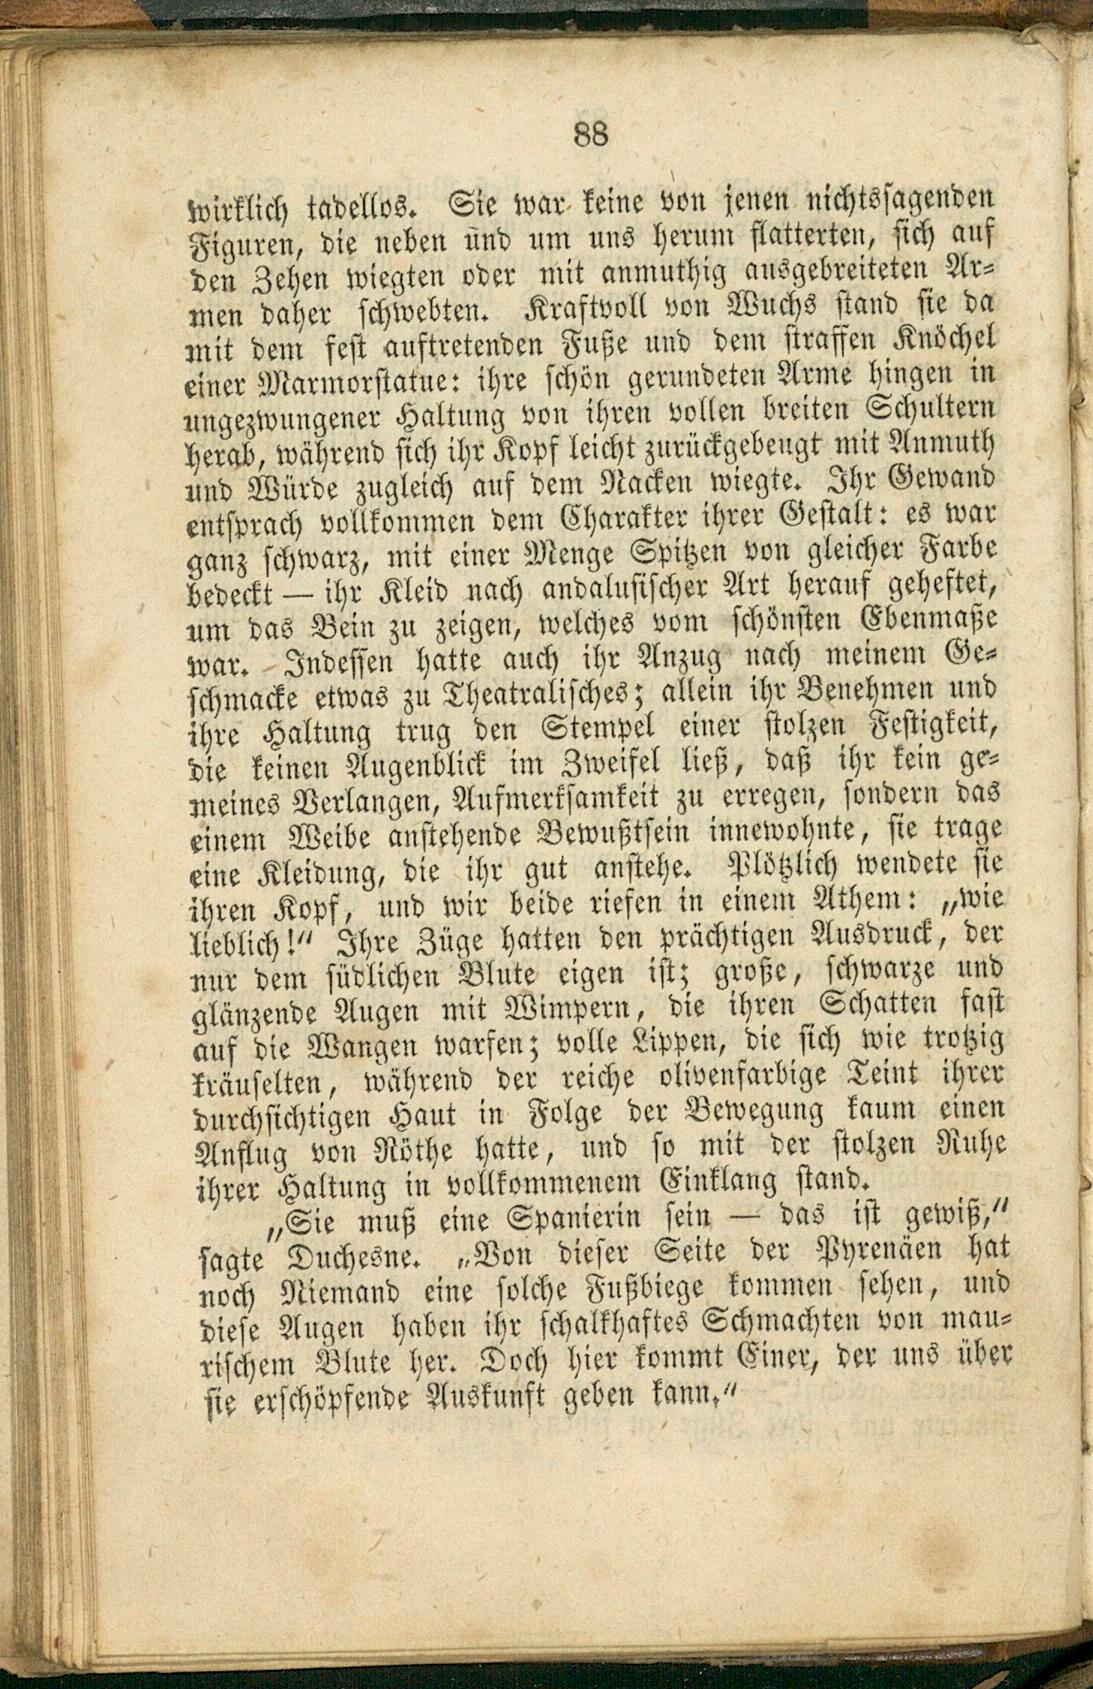 88
wirklich tadellos. Sie war keine von jenen nichtssagenden
Figuren, die neben und um uns herum flatterten, sich auf
den Zehen wiegten oder mit anmuthig ausgebreiteten Ar-
men daher schwebten. Kraftvoll von Wuchs stand sie da
mit dem fest auftretenden Fuße und dem straffen Knöchel
einer Marmorstatue: ihre schön gerundeten Arme hingen in
ungezwungener Haltung von ihren vollen breiten Schultern
herab, während sich ihr Kopf leicht zurückgebeugt mit Anmuth
und Würde zugleich auf dem Nacken wiegte. Ihr Gewand
entsprach vollkommen dem Charakter ihrer Gestalt: es war
ganz schwarz, mit einer Menge Spitzen von gleicher Farbe
bedeckt — ihr Kleid nach andalusischer Art herauf geheftet,
um das Bein zu zeigen, welches vom schönsten Ebenmaße
war. Indessen hatte auch ihr Anzug nach meinem Ge-
schmacke etwas zu Theatralisches; allein ihr Benehmen und
ihre Haltung trug den Stempel einer stolzen Festigkeit,
die keinen Augenblick im Zweifel ließ, daß ihr kein ge-
meines Verlangen, Aufmerksamkeit zu erregen, sondern das
einem Weibe anstehende Bewußtsein innewohnte, sie trage
eine Kleidung, die ihr gut anstehe. Plötzlich wendete sie
ihren Kopf, und wir beide riefen in einem Athem: „wie
lieblich!“ Ihre Züge hatten den prächtigen Ausdruck, der
nur dem südlichen Blute eigen ist; große, schwarze und
glänzende Augen mit Wimpern, die ihren Schatten fast
auf die Wangen warfen; volle Lippen, die sich wie trotzig
kräuselten, während der reiche olivenfarbige Teint ihrer
durchsichtigen Haut in Folge der Bewegung kaum einen
Anflug von Röthe hatte, und so mit der stolzen Ruhe
ihrer Haltung in vollkommenem Einklang stand.
„Sie muß eine Spanierin sein — das ist gewiß,“
sagte Duchesne. „Von dieser Seite der Pyrenäen hat
noch Niemand eine solche Fußbiege kommen sehen, und
diese Augen haben ihr schalkhaftes Schmachten von mau-
rischem Blute her. Doch hier kommt Einer, der uns über
sie erschöpfende Auskunft geben kann.“